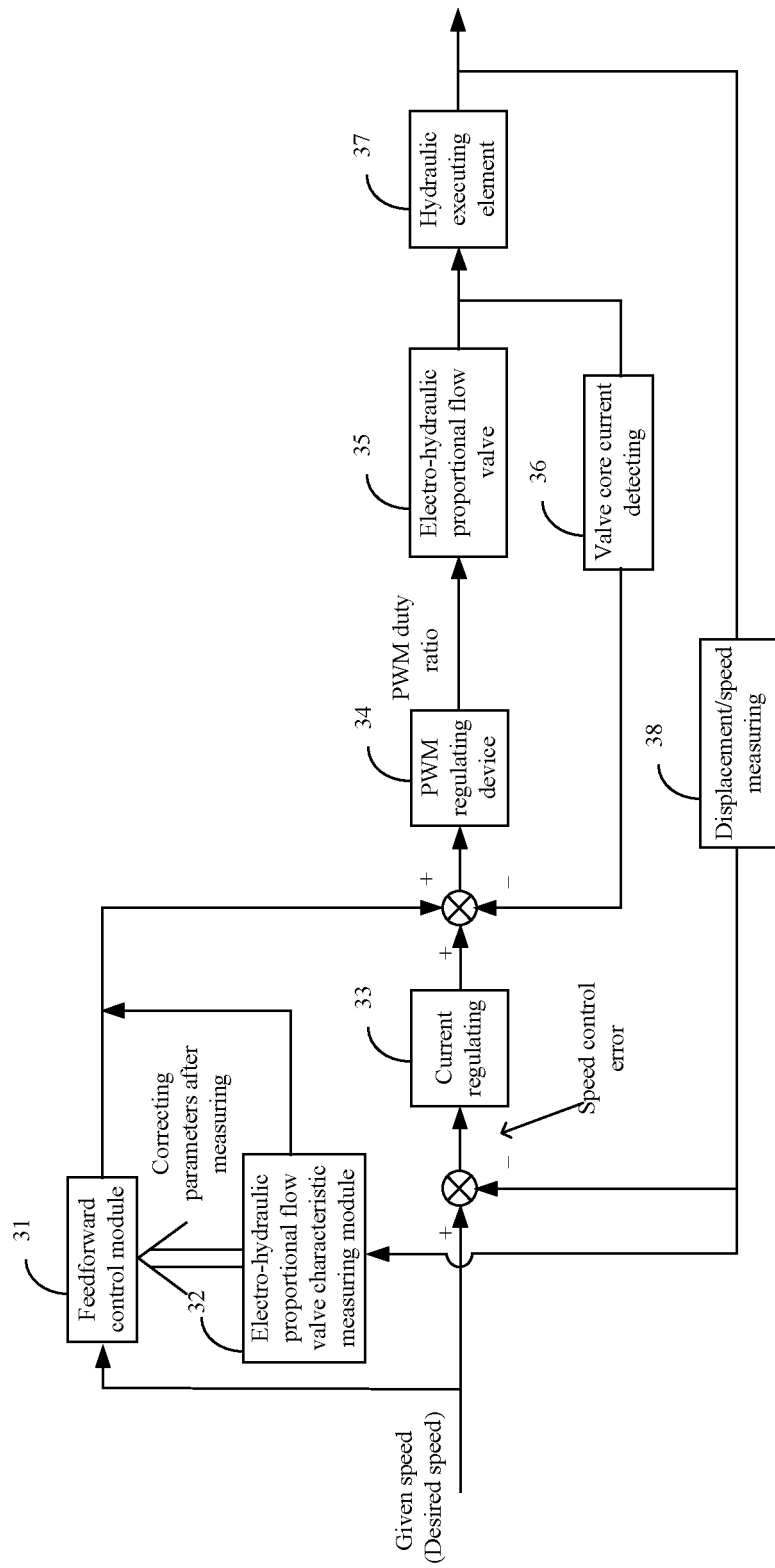 31
Feedforward
control module
Correcting
parameters after
measuring
32
Electro-hydraulic
proportional flow
valve characteristic
measuring module
Given speed
(Desired speed)
+
−
Speed control
error
33
Current
regulating
+
+
−
34
PWM
regulating
device
PWM duty
ratio
35
Electro-hydraulic
proportional flow
valve
36
Valve core current
detecting
37
Hydraulic
executing
element
38
Displacement/speed
measuring